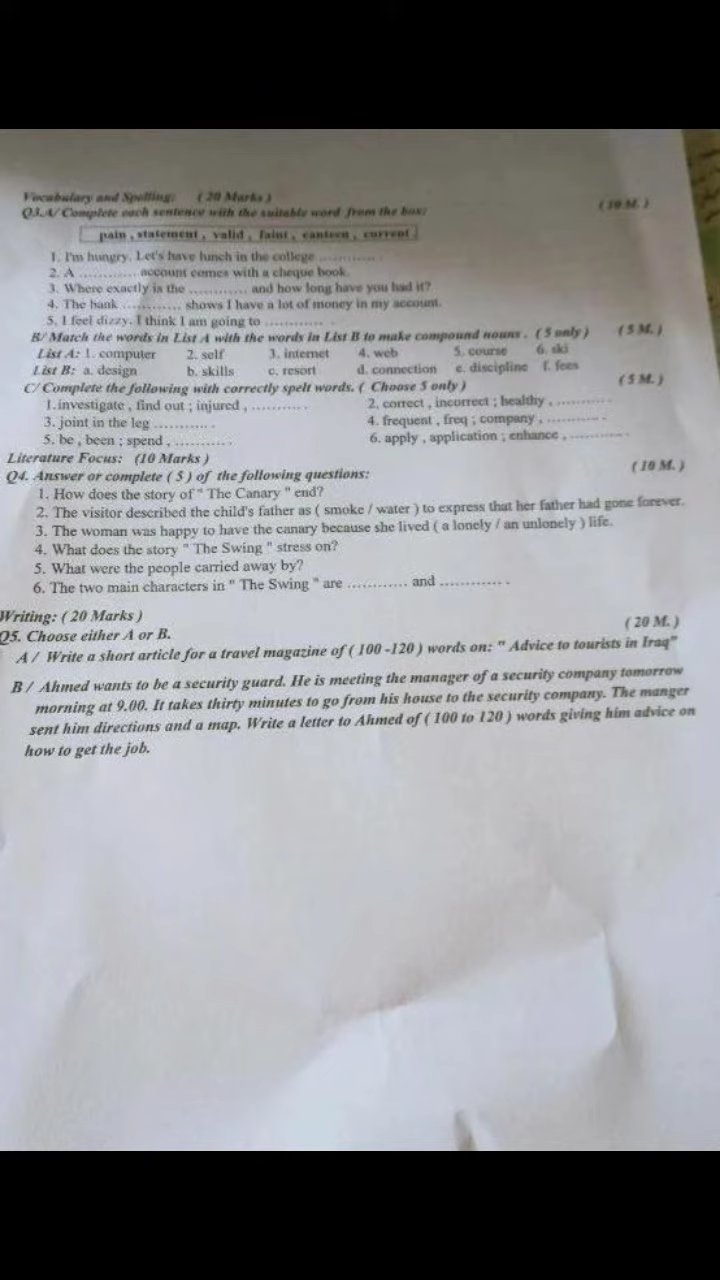 Vocabulary and Spelling: ( 20 Marks )
Q3.A/ Complete each sentence with the suitable word from the box: ( 10 M. )
pain , statement , valid , faint , canteen , current
1. I'm hungry. Let's have lunch in the college .............
2. A ............ account comes with a cheque book.
3. Where exactly is the ............ and how long have you had it?
4. The bank ............ shows I have a lot of money in my account.
5. I feel dizzy. I think I am going to .............
B/ Match the words in List A with the words in List B to make compound nouns . ( 5 only ) ( 5 M. )
List A: 1. computer 2. self 3. internet 4. web 5. course 6. ski
List B: a. design b. skills c. resort d. connection e. discipline f. fees
C/ Complete the following with correctly spelt words. ( Choose 5 only ) ( 5 M. )
1.investigate , find out ; injured , ........... 2. correct , incorrect ; healthy , ...........
3. joint in the leg ............ 4. frequent , freq ; company , ............
5. be , been ; spend , ............ 6. apply , application ; enhance , ............
Literature Focus: (10 Marks )
Q4. Answer or complete ( 5 ) of the following questions: ( 10 M. )
1. How does the story of " The Canary " end?
2. The visitor described the child's father as ( smoke / water ) to express that her father had gone forever.
3. The woman was happy to have the canary because she lived ( a lonely / an unlonely ) life.
4. What does the story " The Swing " stress on?
5. What were the people carried away by?
6. The two main characters in " The Swing " are ............ and ............ .
Writing: ( 20 Marks )
Q5. Choose either A or B. ( 20 M. )
A / Write a short article for a travel magazine of ( 100 -120 ) words on: " Advice to tourists in Iraq"
B / Ahmed wants to be a security guard. He is meeting the manager of a security company tomorrow
morning at 9.00. It takes thirty minutes to go from his house to the security company. The manger
sent him directions and a map. Write a letter to Ahmed of ( 100 to 120 ) words giving him advice on
how to get the job.